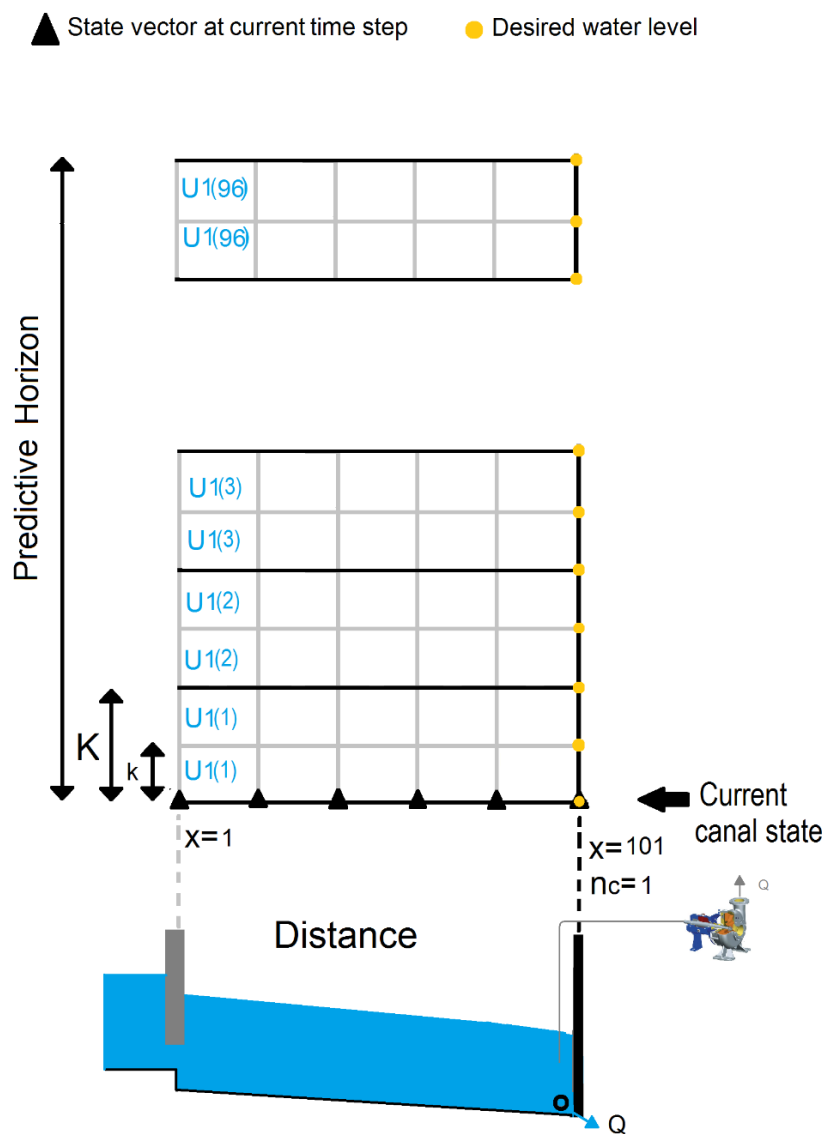 State vector at current time step
Desired water level
U1(96)
U1(96)
Predictive Horizon
U1(3)
U1(3)
U1(2)
U1(2)
K
U1(1)
k
U1(1)
Current
canal state
x=1
x=101
nc=1
Q
Distance
Q